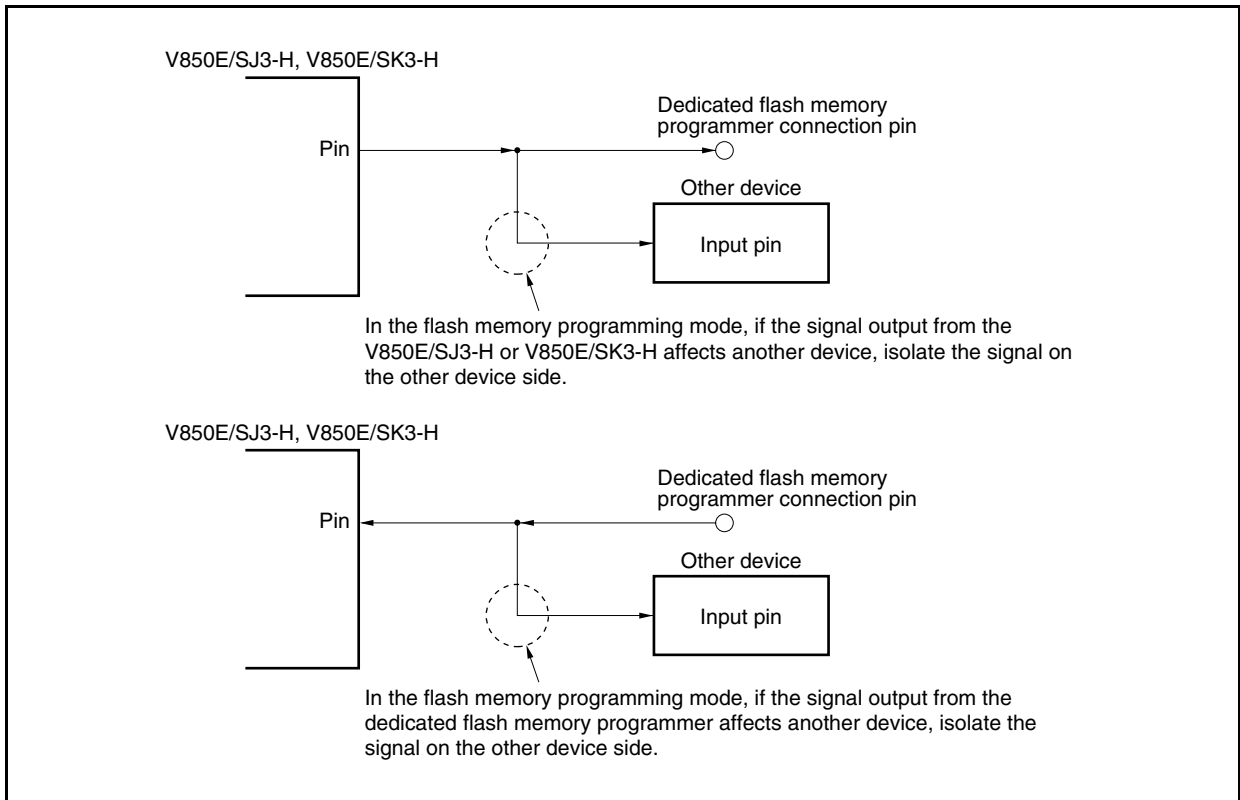 V850E/SJ3-H, V850E/SK3-H
Dedicated flash memory
programmer connection pin
Pin
Other device
Input pin
In the flash memory programming mode, if the signal output from the
V850E/SJ3-H or V850E/SK3-H affects another device, isolate the signal on
the other device side.
V850E/SJ3-H, V850E/SK3-H
Dedicated flash memory
programmer connection pin
Pin
Other device
Input pin
In the flash memory programming mode, if the signal output from the
dedicated flash memory programmer affects another device, isolate the
signal on the other device side.